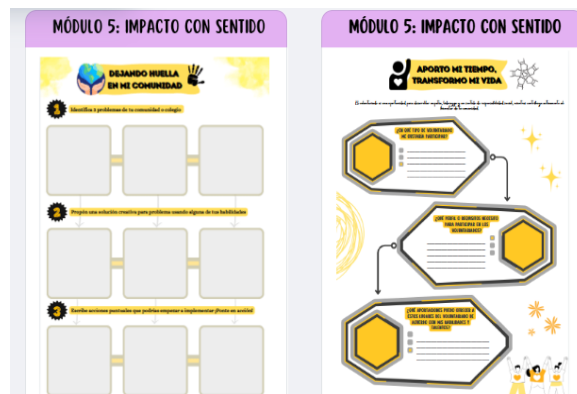 MÓDULO 5: IMPACTO CON SENTIDO
DEJANDO HUELLA
EN MI COMUNIDAD
1 Identifica 3 problemas de tu comunidad o colegio
2 Propón una solución creativa para problema usando alguna de tus habilidades
3 Escribe acciones puntuales que podrías empezar a implementar ¡Ponte en acción!
MÓDULO 5: IMPACTO CON SENTIDO
APORTO MI TIEMPO,
TRANSFORMO MI VIDA
¿EN QUÉ TIPO DE VOLUNTARIADO
ME GUSTARÍA PARTICIPAR?
¿QUÉ
NECESITO
PARA PARTICIPAR EN LOS
VOLUNTARIADOS?
¿QUÉ APORTACIONES PUEDO OFRECER A
ESTOS LUGARES DEL VOLUNTARIADO DE
ACUERDO CON MIS HABILIDADES Y
TALENTOS?